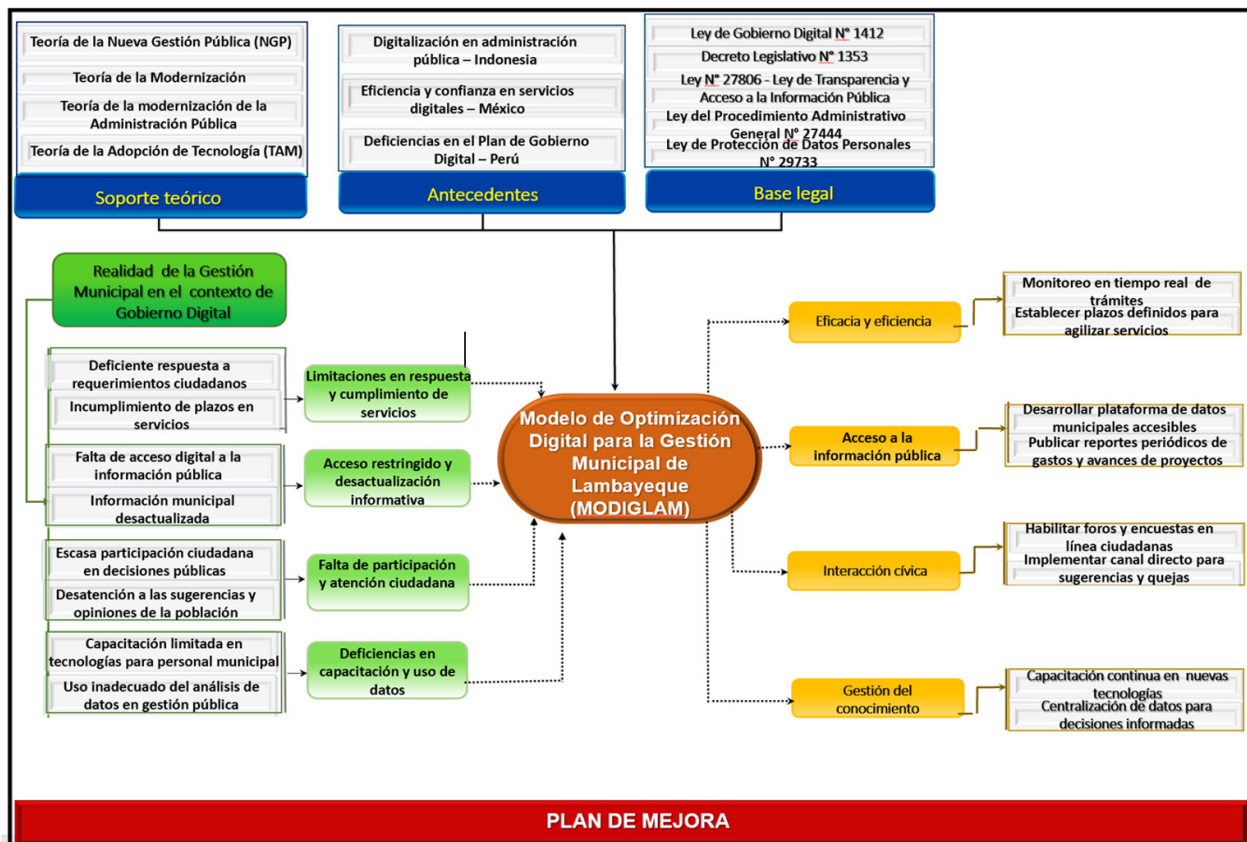 Teoría de la Nueva Gestión Pública (NGP)
Teoría de la Modernización
Teoría de la modernización de la
Administración Pública
Teoría de la Adopción de Tecnología (TAM)
Soporte teórico
Digitalización en administración
pública – Indonesia
Eficiencia y confianza en servicios
digitales – México
Deficiencias en el Plan de Gobierno
Digital – Perú
Antecedentes
Ley de Gobierno Digital N° 1412
Decreto Legislativo N° 1353
Ley N° 27806 - Ley de Transparencia y
Acceso a la Información Pública
Ley del Procedimiento Administrativo
General N° 27444
Ley de Protección de Datos Personales
N° 29733
Base legal
Realidad de la Gestión
Municipal en el contexto de
Gobierno Digital
Deficiente respuesta a
requerimientos ciudadanos
Incumplimiento de plazos en
servicios
Falta de acceso digital a la
información pública
Información municipal
desactualizada
Escasa participación ciudadana
en decisiones públicas
Desatención a las sugerencias y
opiniones de la población
Capacitación limitada en
tecnologías para personal municipal
Uso inadecuado del análisis de
datos en gestión pública
Limitaciones en respuesta
y cumplimiento de
servicios
Acceso restringido y
desactualización
informativa
Falta de participación
y atención ciudadana
Deficiencias en
capacitación y uso de
datos
Modelo de Optimización
Digital para la Gestión
Municipal de
Lambayeque
(MODIGLAM)
Eficacia y eficiencia
Acceso a la
información pública
Interacción cívica
Gestión del
conocimiento
Monitoreo en tiempo real de
trámites
Establecer plazos definidos para
agilizar servicios
Desarrollar plataforma de datos
municipales accesibles
Publicar reportes periódicos de
gastos y avances de proyectos
Habilitar foros y encuestas en
línea ciudadanas
Implementar canal directo para
sugerencias y quejas
Capacitación continua en nuevas
tecnologías
Centralización de datos para
decisiones informadas
PLAN DE MEJORA